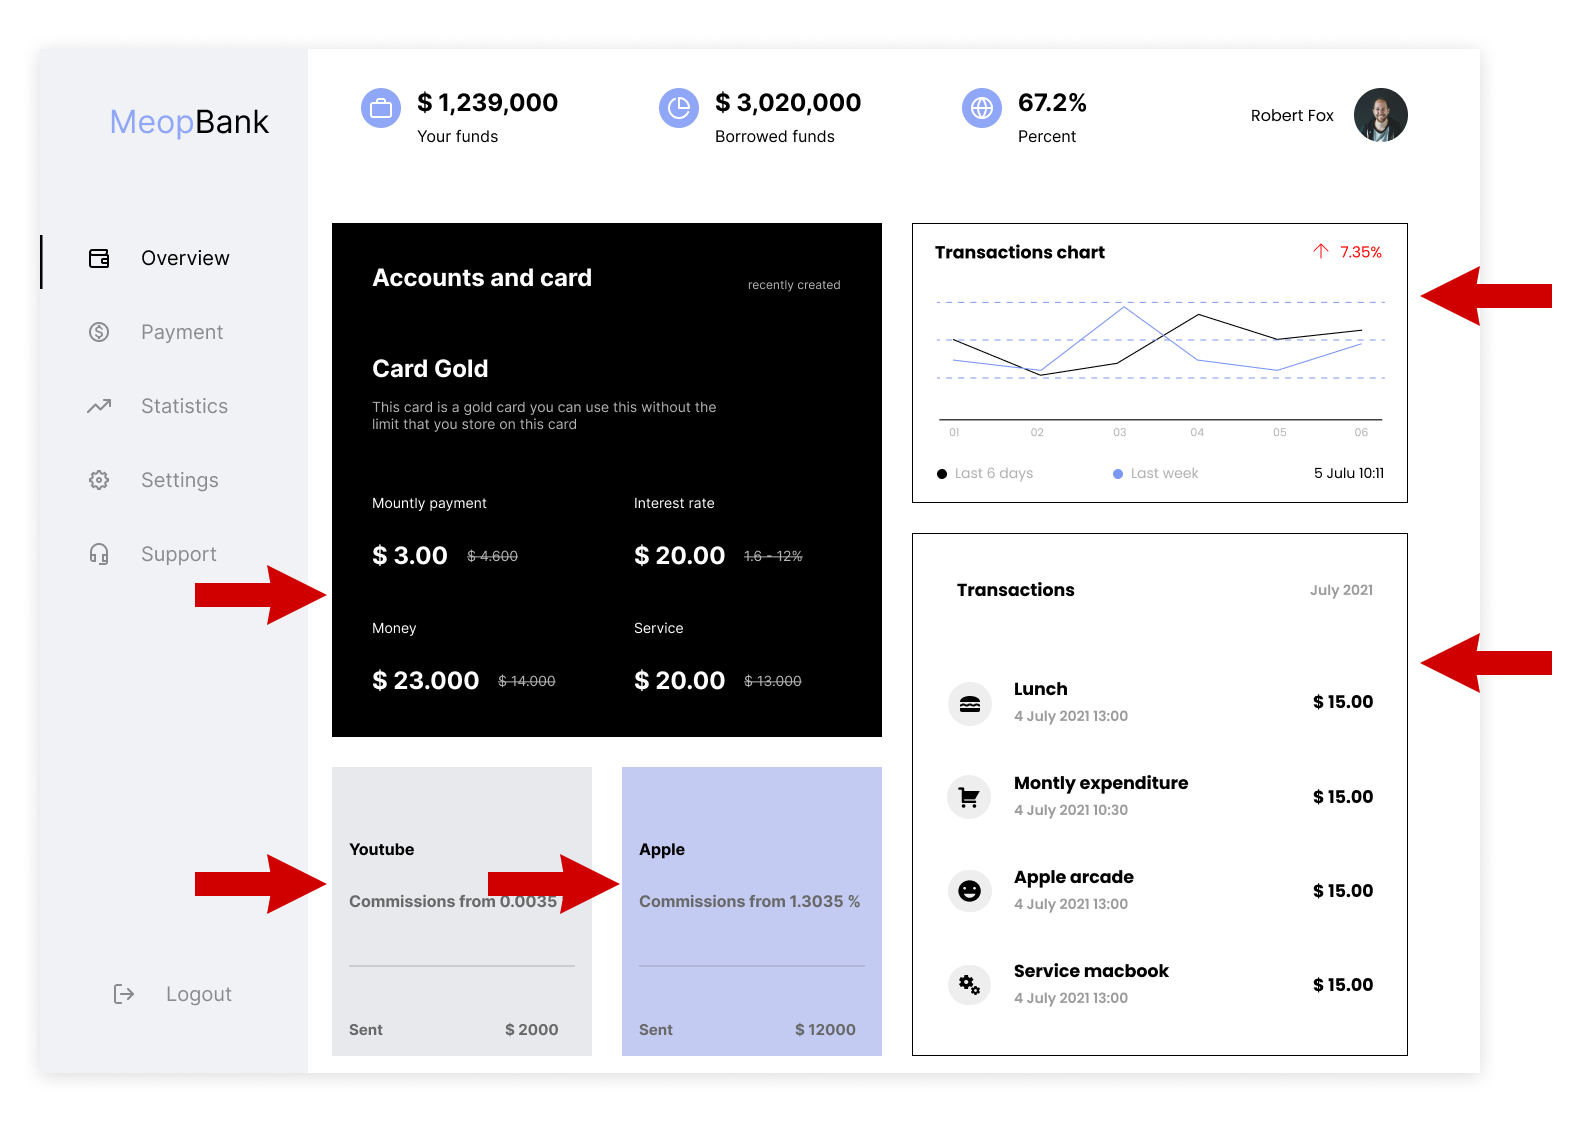 MeopBank
$ 1,239,000
Your funds
$ 3,020,000
Borrowed funds
67.2%
Percent
Robert Fox
Overview
Payment
Statistics
Settings
Support
Logout
Accounts and card
recently created
Card Gold
This card is a gold card you can use this without the
limit that you store on this card
Mountly payment
$ 3.00 $ 4.600
Interest rate
$ 20.00 1.6 - 12%
Money
$ 23.000 $ 14.000
Service
$ 20.00 $ 13.000
Youtube
Commissions from 0.0035
Sent $ 2000
Apple
Commissions from 1.3035 %
Sent $ 12000
Transactions chart
7.35%
01 02 03 04 05 06
Last 6 days Last week 5 Julu 10:11
Transactions July 2021
Lunch
4 July 2021 13:00
$ 15.00
Montly expenditure
4 July 2021 10:30
$ 15.00
Apple arcade
4 July 2021 13:00
$ 15.00
Service macbook
4 July 2021 13:00
$ 15.00